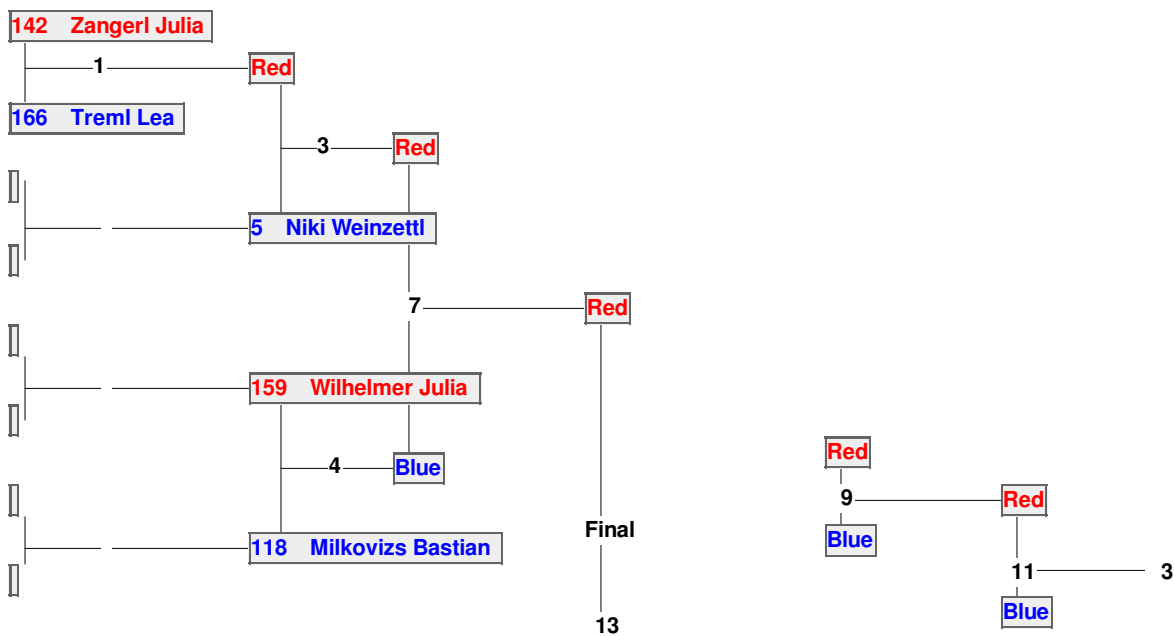 142 Zangerl Julia
1 Red
166 Treml Lea
3 Red
5 Niki Weinzettl
7 Red
159 Wilhelmer Julia
Red
4 Blue
9 Red
Final
118 Milkovizs Bastian Blue
11 3
Blue
13